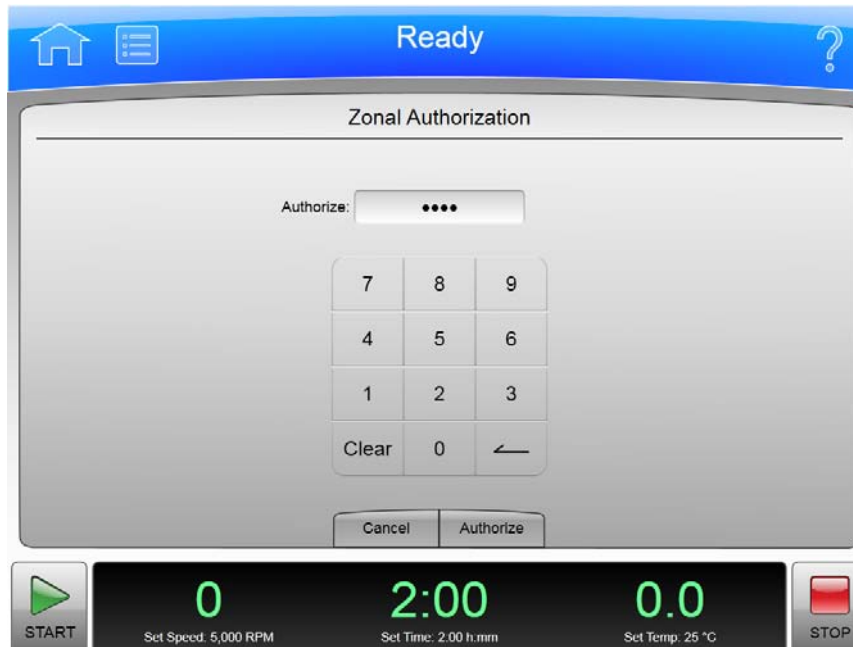 Ready
Zonal Authorization
Authorize: ••••
7 8 9
4 5 6
1 2 3
Clear 0
Cancel Authorize
START 0 2:00 0.0 STOP
Set Speed: 5,000 RPM Set Time: 2:00 h:mm Set Temp: 25 °C